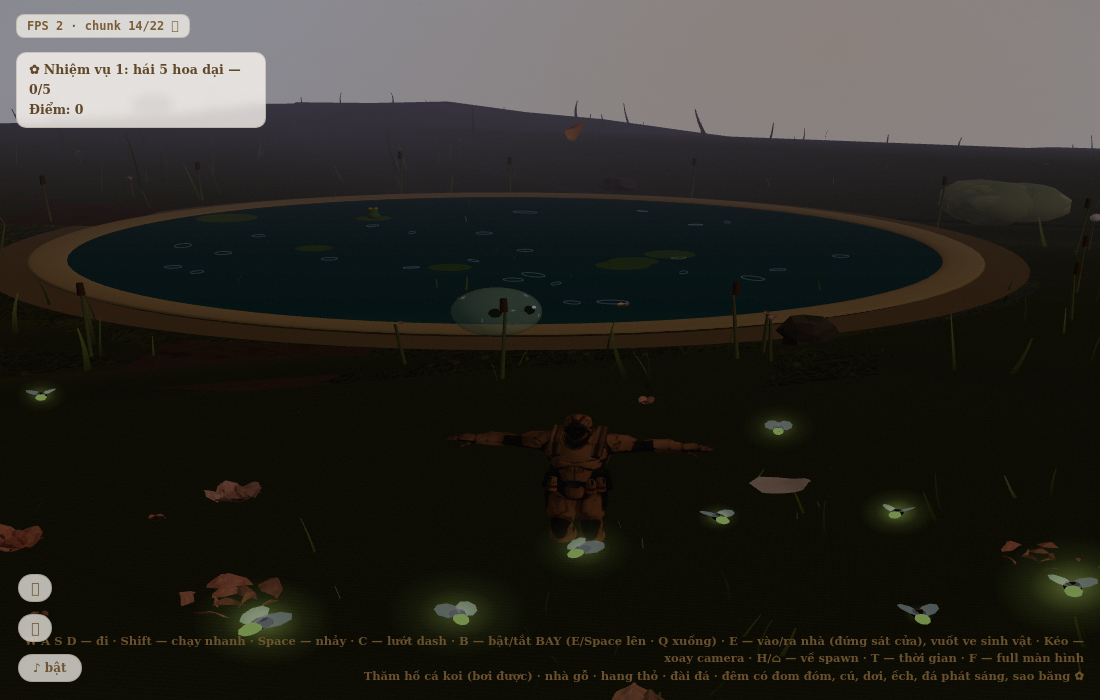 FPS 2 · chunk 14/22
✿ Nhiệm vụ 1: hái 5 hoa dại —
0/5
Điểm: 0
W A S D — đi · Shift — chạy nhanh · Space — nhảy · C — lướt dash · B — bật/tắt BAY (E/Space lên · Q xuống) · E — vào/ra nhà (đứng sát cửa), vuốt ve sinh vật · Kéo —
xoay camera · H/⌂ — về spawn · T — thời gian · F — full màn hình
♪ bật
Thăm hồ cá koi (bơi được) · nhà gỗ · hang thỏ · đài đá · đêm có đom đóm, cú, dơi, ếch, đá phát sáng, sao băng ✿